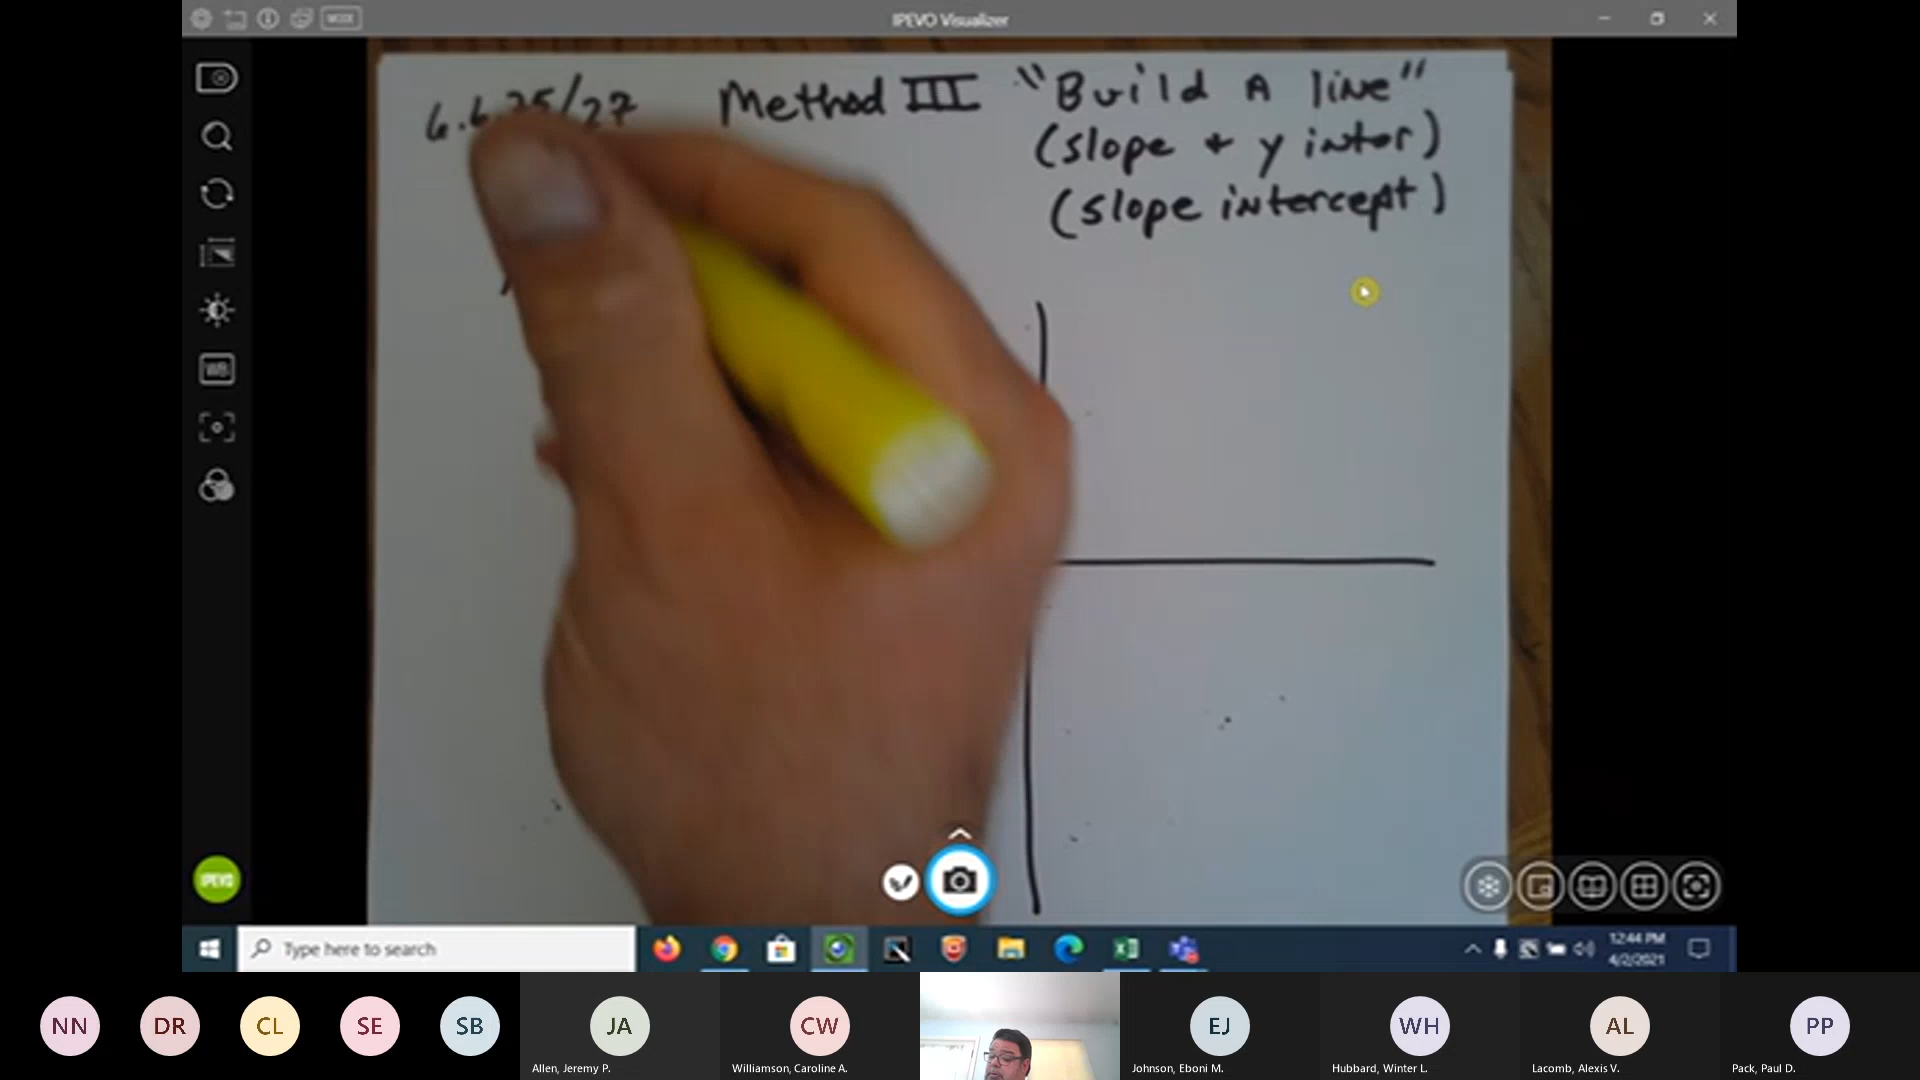 MODE
IPEVO Visualizer
6.6.25/27 Method III "Build A line"
(slope + y inter)
(slope intercept)
IPEVO
Type here to search
12:44 PM
4/2/2021
NN
DR
CL
SE
SB
JA
CW
EJ
WH
AL
PP
Allen, Jeremy P.
Williamson, Caroline A.
Johnson, Eboni M.
Hubbard, Winter L.
Lacomb, Alexis V.
Pack, Paul D.